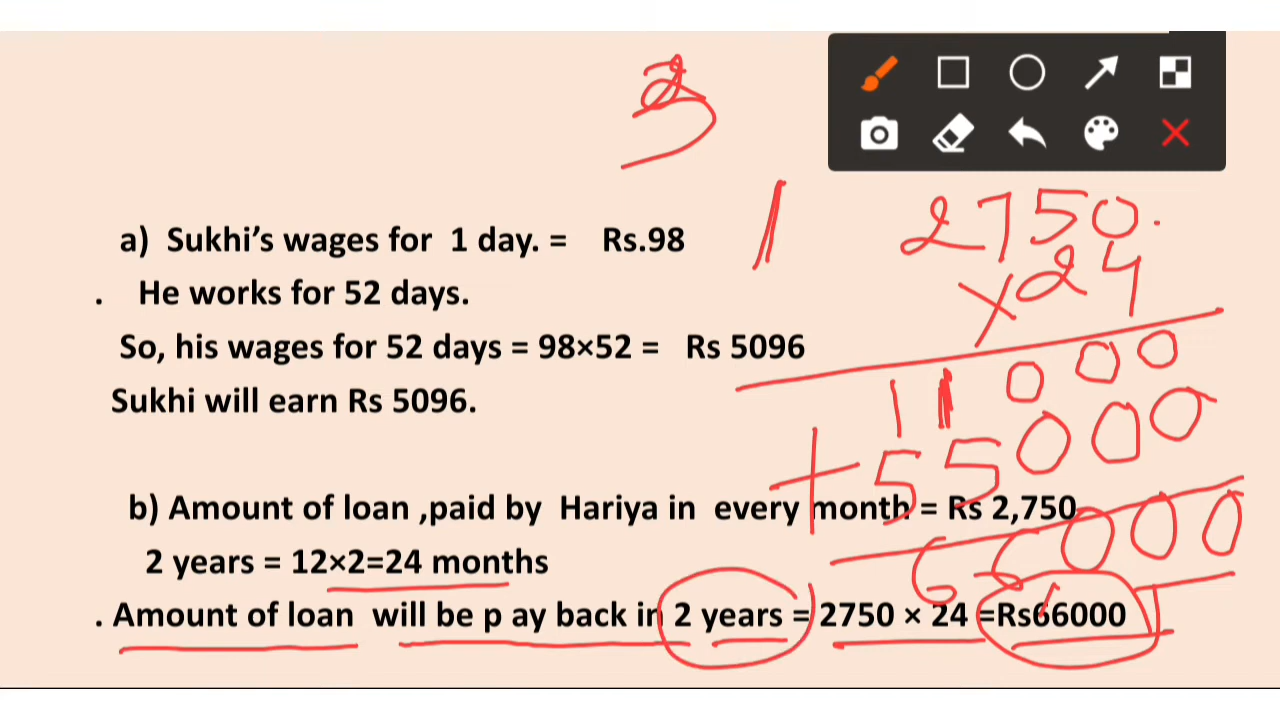 2
3
a) Sukhi's wages for 1 day. = Rs.98
. He works for 52 days.
So, his wages for 52 days = 98×52 = Rs 5096
Sukhi will earn Rs 5096.
b) Amount of loan ,paid by Hariya in every month = Rs 2,750
2 years = 12×2=24 months
. Amount of loan will be p ay back in 2 years = 2750 × 24 =Rs66000
1
2750.
×24
11000
+55000
66000